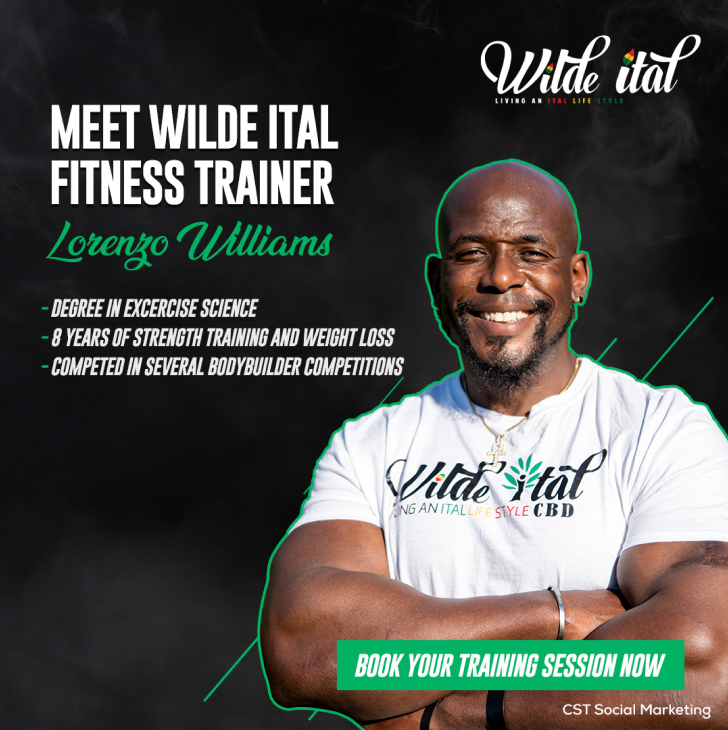 Wilde ital
LIVING AN ITAL LIFE STYLE
MEET WILDE ITAL
FITNESS TRAINER
Lorenzo Williams
- DEGREE IN EXCERCISE SCIENCE
- 8 YEARS OF STRENGTH TRAINING AND WEIGHT LOSS
- COMPETED IN SEVERAL BODYBUILDER COMPETITIONS
Wilde ital
ING AN ITAL LIFE STYLE CBD
BOOK YOUR TRAINING SESSION NOW
CST Social Marketing